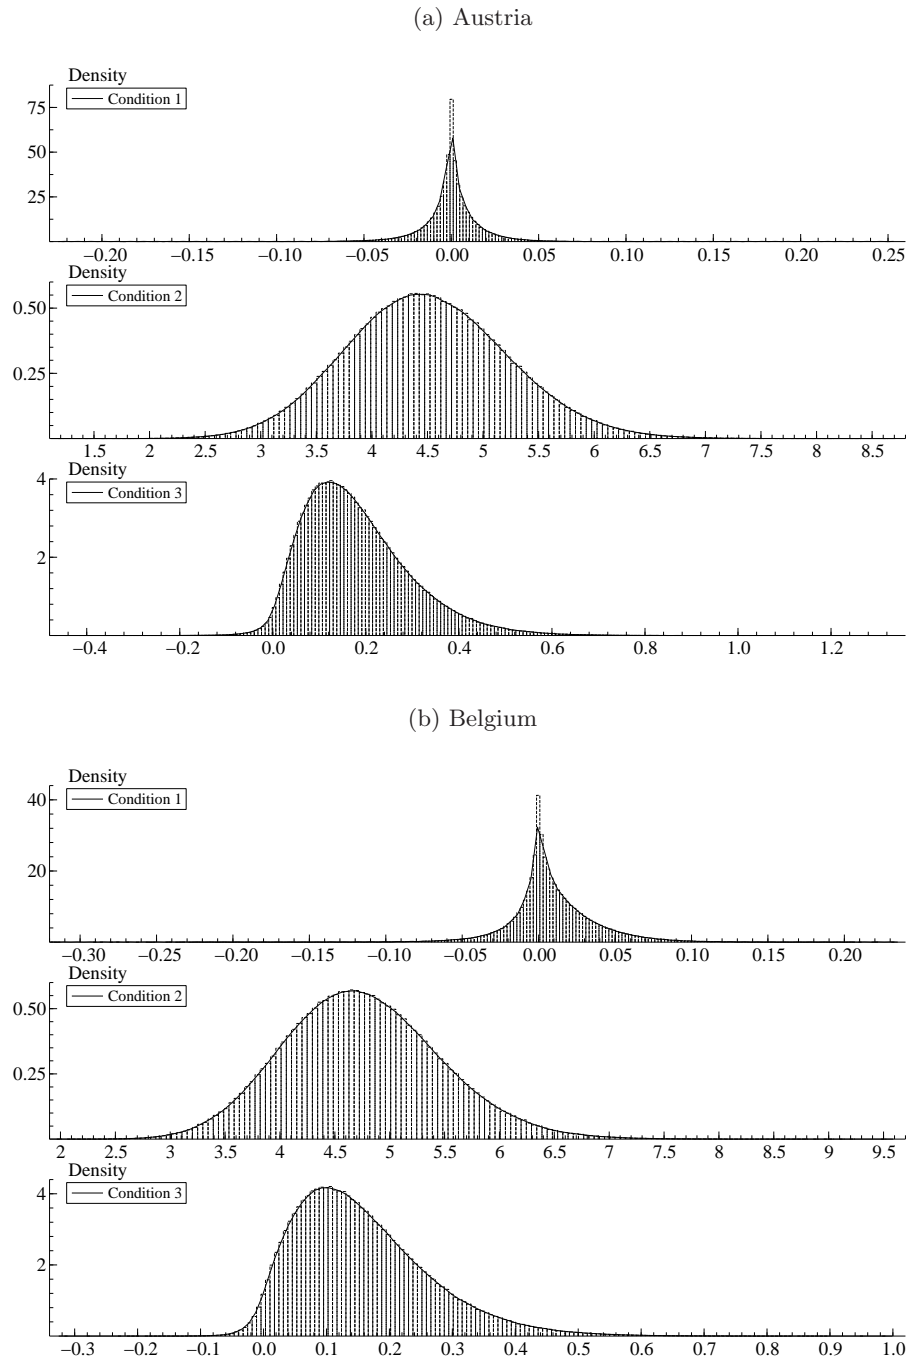 (a) Austria
Density
Condition 1
75
50
25
−0.20 −0.15 −0.10 −0.05 0.00 0.05 0.10 0.15 0.20 0.25
Density
Condition 2
0.50
0.25
1.5 2 2.5 3 3.5 4 4.5 5 5.5 6 6.5 7 7.5 8 8.5
Density
Condition 3
4
2
−0.4 −0.2 0.0 0.2 0.4 0.6 0.8 1.0 1.2
(b) Belgium
Density
Condition 1
40
20
−0.30 −0.25 −0.20 −0.15 −0.10 −0.05 0.00 0.05 0.10 0.15 0.20
Density
Condition 2
0.50
0.25
2 2.5 3 3.5 4 4.5 5 5.5 6 6.5 7 7.5 8 8.5 9 9.5
Density
Condition 3
4
2
−0.3 −0.2 −0.1 0.0 0.1 0.2 0.3 0.4 0.5 0.6 0.7 0.8 0.9 1.0